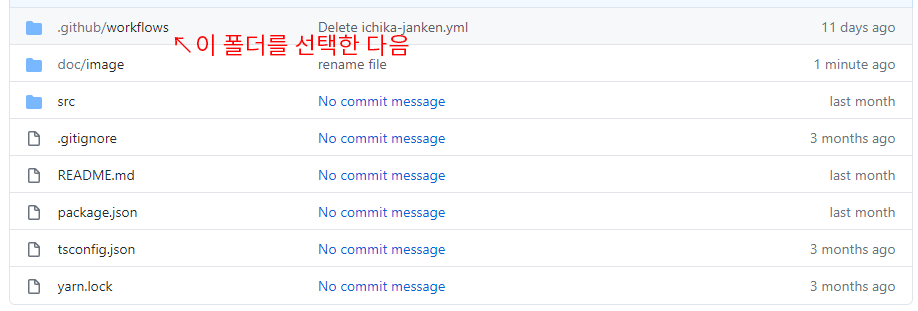 .github/workflows Delete ichika-janken.yml 11 days ago
↖이 폴더를 선택한 다음
doc/image rename file 1 minute ago
src No commit message last month
.gitignore No commit message 3 months ago
README.md No commit message last month
package.json No commit message last month
tsconfig.json No commit message 3 months ago
yarn.lock No commit message 3 months ago